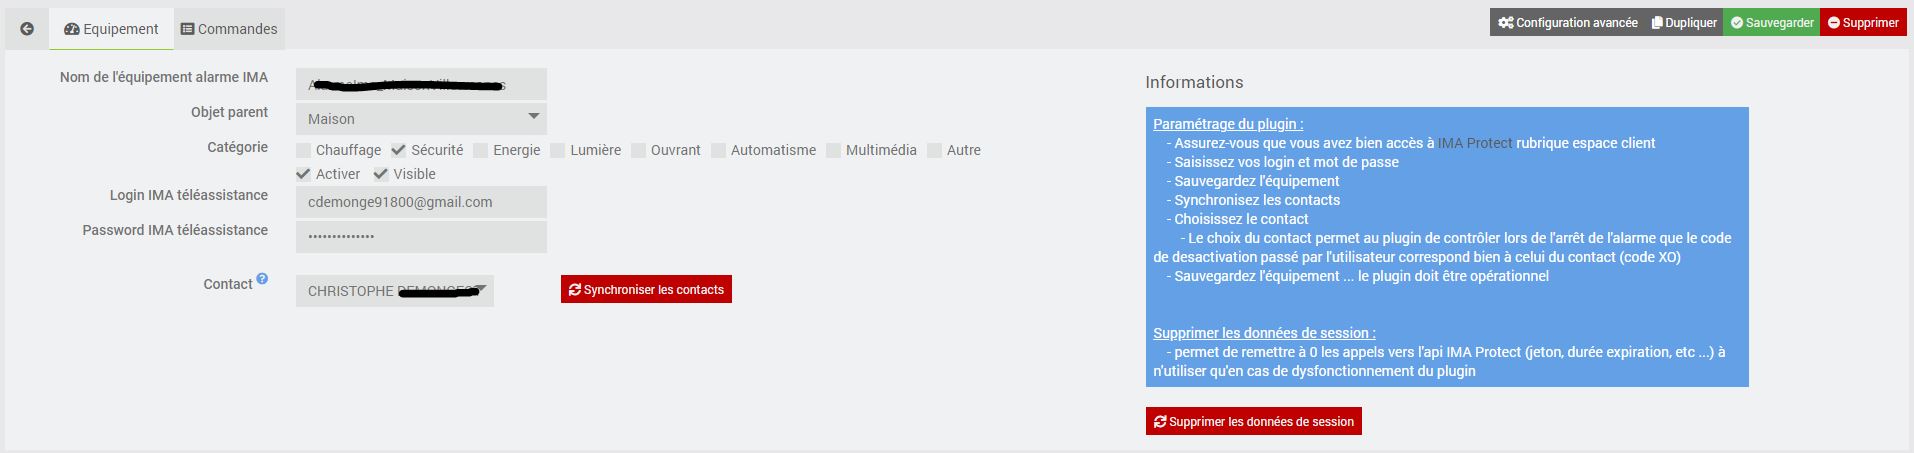 Equipement
Commandes
Configuration avancée
Dupliquer
Sauvegarder
Supprimer
Nom de l'équipement alarme IMA
Objet parent
Maison
Catégorie
Chauffage Sécurité Energie Lumière Ouvrant Automatisme Multimédia Autre
Activer Visible
Login IMA téléassistance
cdemonge91800@gmail.com
Password IMA téléassistance
••••••••••••••
Contact ?
CHRISTOPHE
Synchroniser les contacts
Informations
Paramétrage du plugin :
- Assurez-vous que vous avez bien accès à IMA Protect rubrique espace client
- Saisissez vos login et mot de passe
- Sauvegardez l'équipement
- Synchronisez les contacts
- Choisissez le contact
- Le choix du contact permet au plugin de contrôler lors de l'arrêt de l'alarme que le code
de desactivation passé par l'utilisateur correspond bien à celui du contact (code XO)
- Sauvegardez l'équipement ... le plugin doit être opérationnel
Supprimer les données de session :
- permet de remettre à 0 les appels vers l'api IMA Protect (jeton, durée expiration, etc ...) à
n'utiliser qu'en cas de dysfonctionnement du plugin
Supprimer les données de session